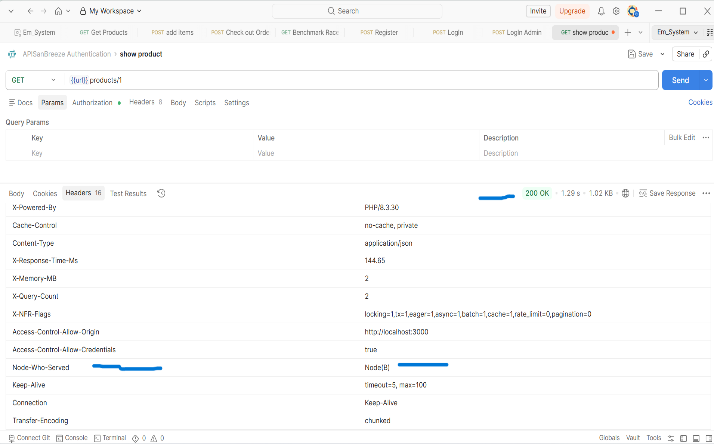 My Workspace
Search
Invite
Upgrade
Em_System
GET Get Products
POST add items
POST Check out Orde
GET Benchmark Rack
POST Register
POST Login
POST Login Admin
GET show produc
Em_System
APISanBreeze Authentication > show product
Save
Share
GET
{{url}} products/1
Send
Docs
Params
Authorization
Headers 8
Body
Scripts
Settings
Cookies
Query Params
Key Value Description Bulk Edit
Key Value Description
Body Cookies Headers 16 Test Results
200 OK • 1.29 s • 1.02 KB
Save Response
X-Powered-By PHP/8.3.30
Cache-Control no-cache, private
Content-Type application/json
X-Response-Time-Ms 144.65
X-Memory-MB 2
X-Query-Count 2
X-NFR-Flags locking=1,tx=1,eager=1,async=1,batch=1,cache=1,rate_limit=0,pagination=0
Access-Control-Allow-Origin http://localhost:3000
Access-Control-Allow-Credentials true
Node-Who-Served Node(B)
Keep-Alive timeout=5, max=100
Connection Keep-Alive
Transfer-Encoding chunked
Connect Git Console Terminal 0 0
Globals Vault Tools